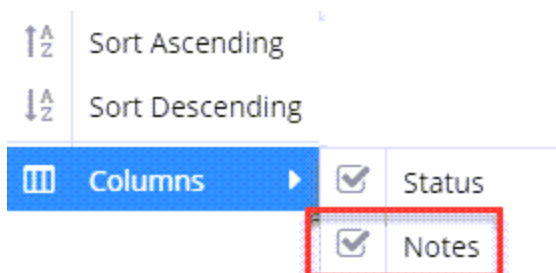 Sort Ascending
Sort Descending
Columns
Status
Notes